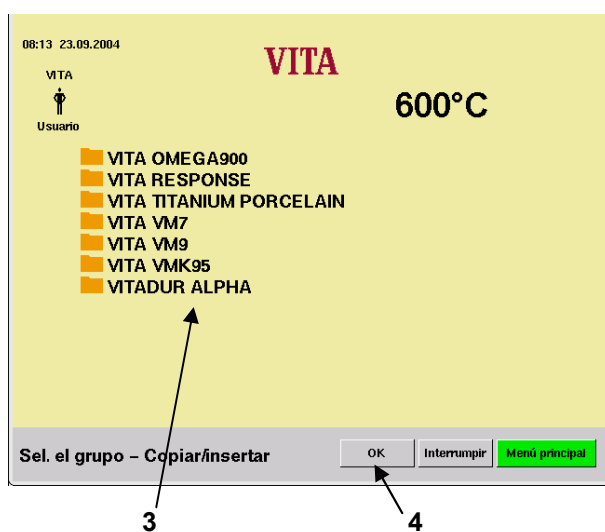 08:13 23.09.2004
VITA
VITA
600°C
Usuario
VITA OMEGA900
VITA RESPONSE
VITA TITANIUM PORCELAIN
VITA VM7
VITA VM9
VITA VMK95
VITADUR ALPHA
Sel. el grupo – Copiar/insertar
OK
Interrumpir
Menú principal
3
4